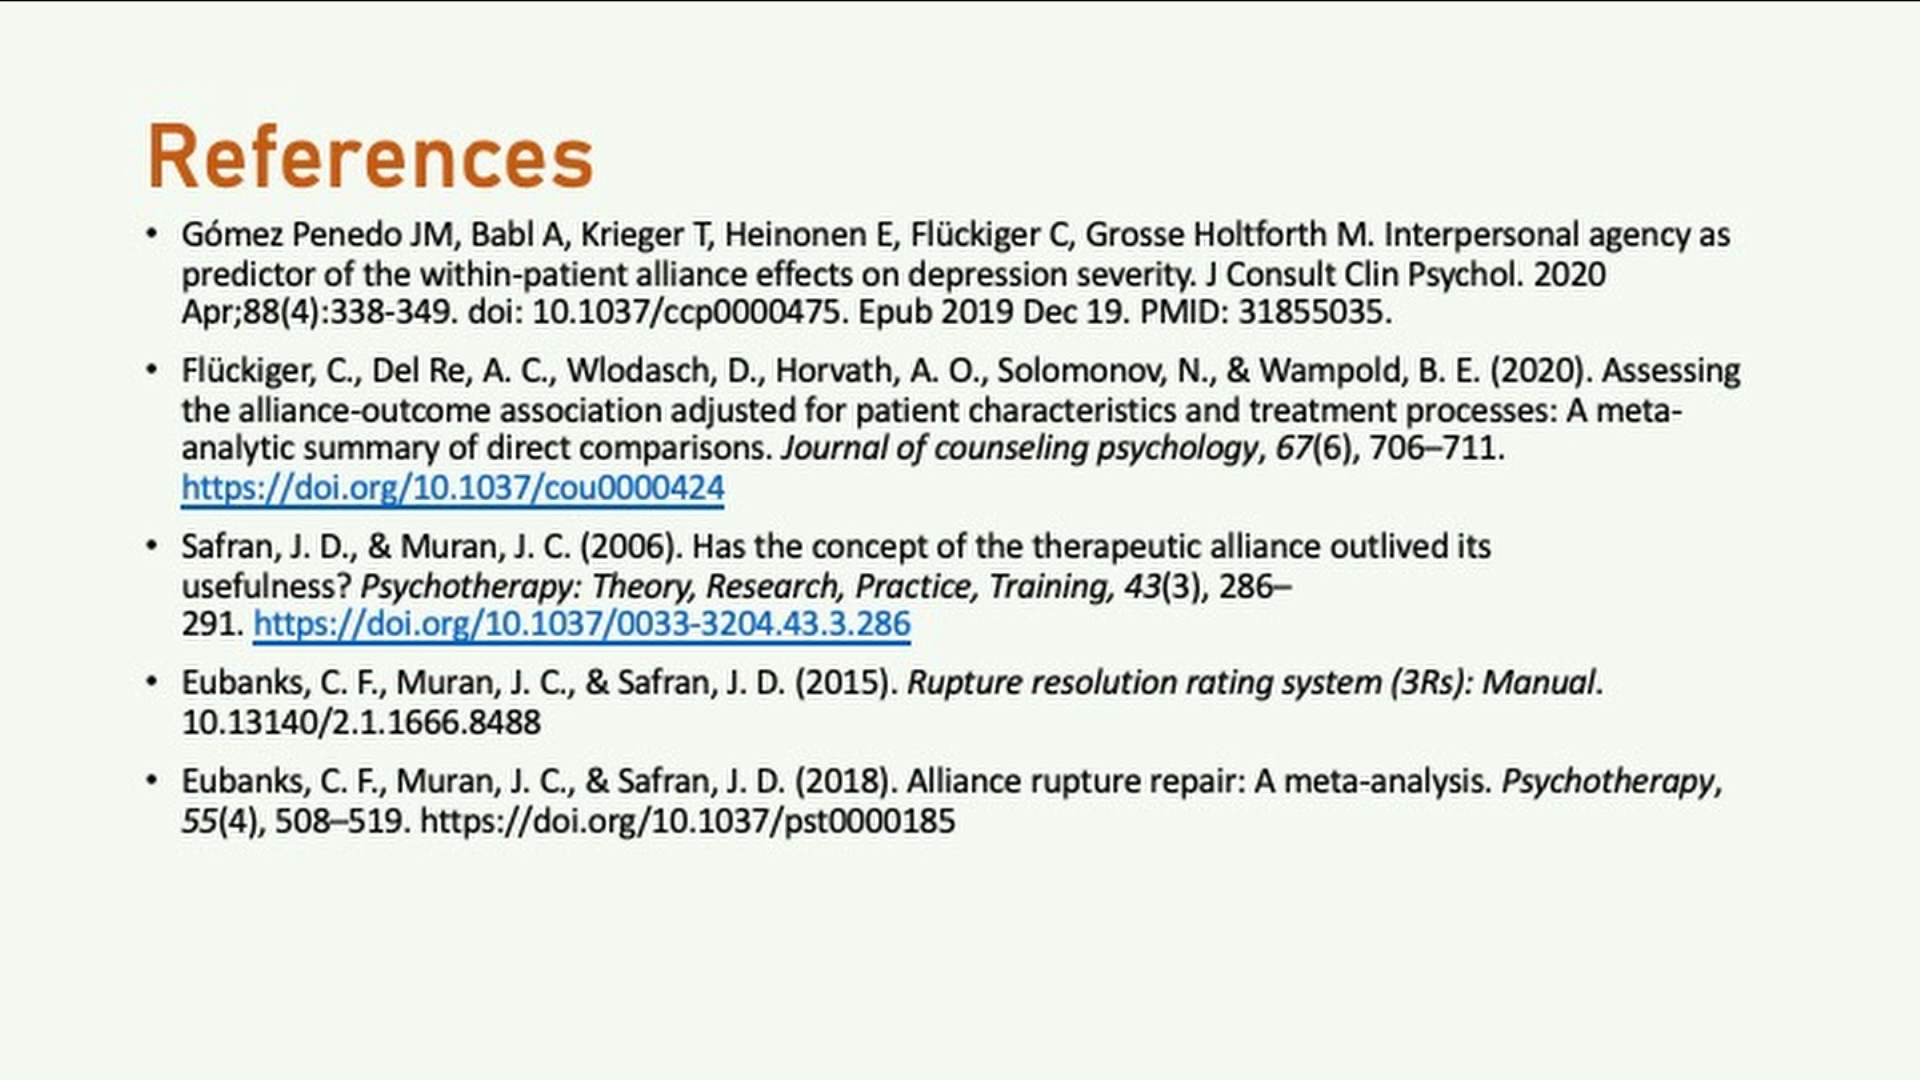 References
• Gómez Penedo JM, Babl A, Krieger T, Heinonen E, Flückiger C, Grosse Holtforth M. Interpersonal agency as
predictor of the within-patient alliance effects on depression severity. J Consult Clin Psychol. 2020
Apr;88(4):338-349. doi: 10.1037/ccp0000475. Epub 2019 Dec 19. PMID: 31855035.
• Flückiger, C., Del Re, A. C., Wlodasch, D., Horvath, A. O., Solomonov, N., & Wampold, B. E. (2020). Assessing
the alliance-outcome association adjusted for patient characteristics and treatment processes: A meta-
analytic summary of direct comparisons. Journal of counseling psychology, 67(6), 706–711.
https://doi.org/10.1037/cou0000424
• Safran, J. D., & Muran, J. C. (2006). Has the concept of the therapeutic alliance outlived its
usefulness? Psychotherapy: Theory, Research, Practice, Training, 43(3), 286–
291. https://doi.org/10.1037/0033-3204.43.3.286
• Eubanks, C. F., Muran, J. C., & Safran, J. D. (2015). Rupture resolution rating system (3Rs): Manual.
10.13140/2.1.1666.8488
• Eubanks, C. F., Muran, J. C., & Safran, J. D. (2018). Alliance rupture repair: A meta-analysis. Psychotherapy,
55(4), 508–519. https://doi.org/10.1037/pst0000185